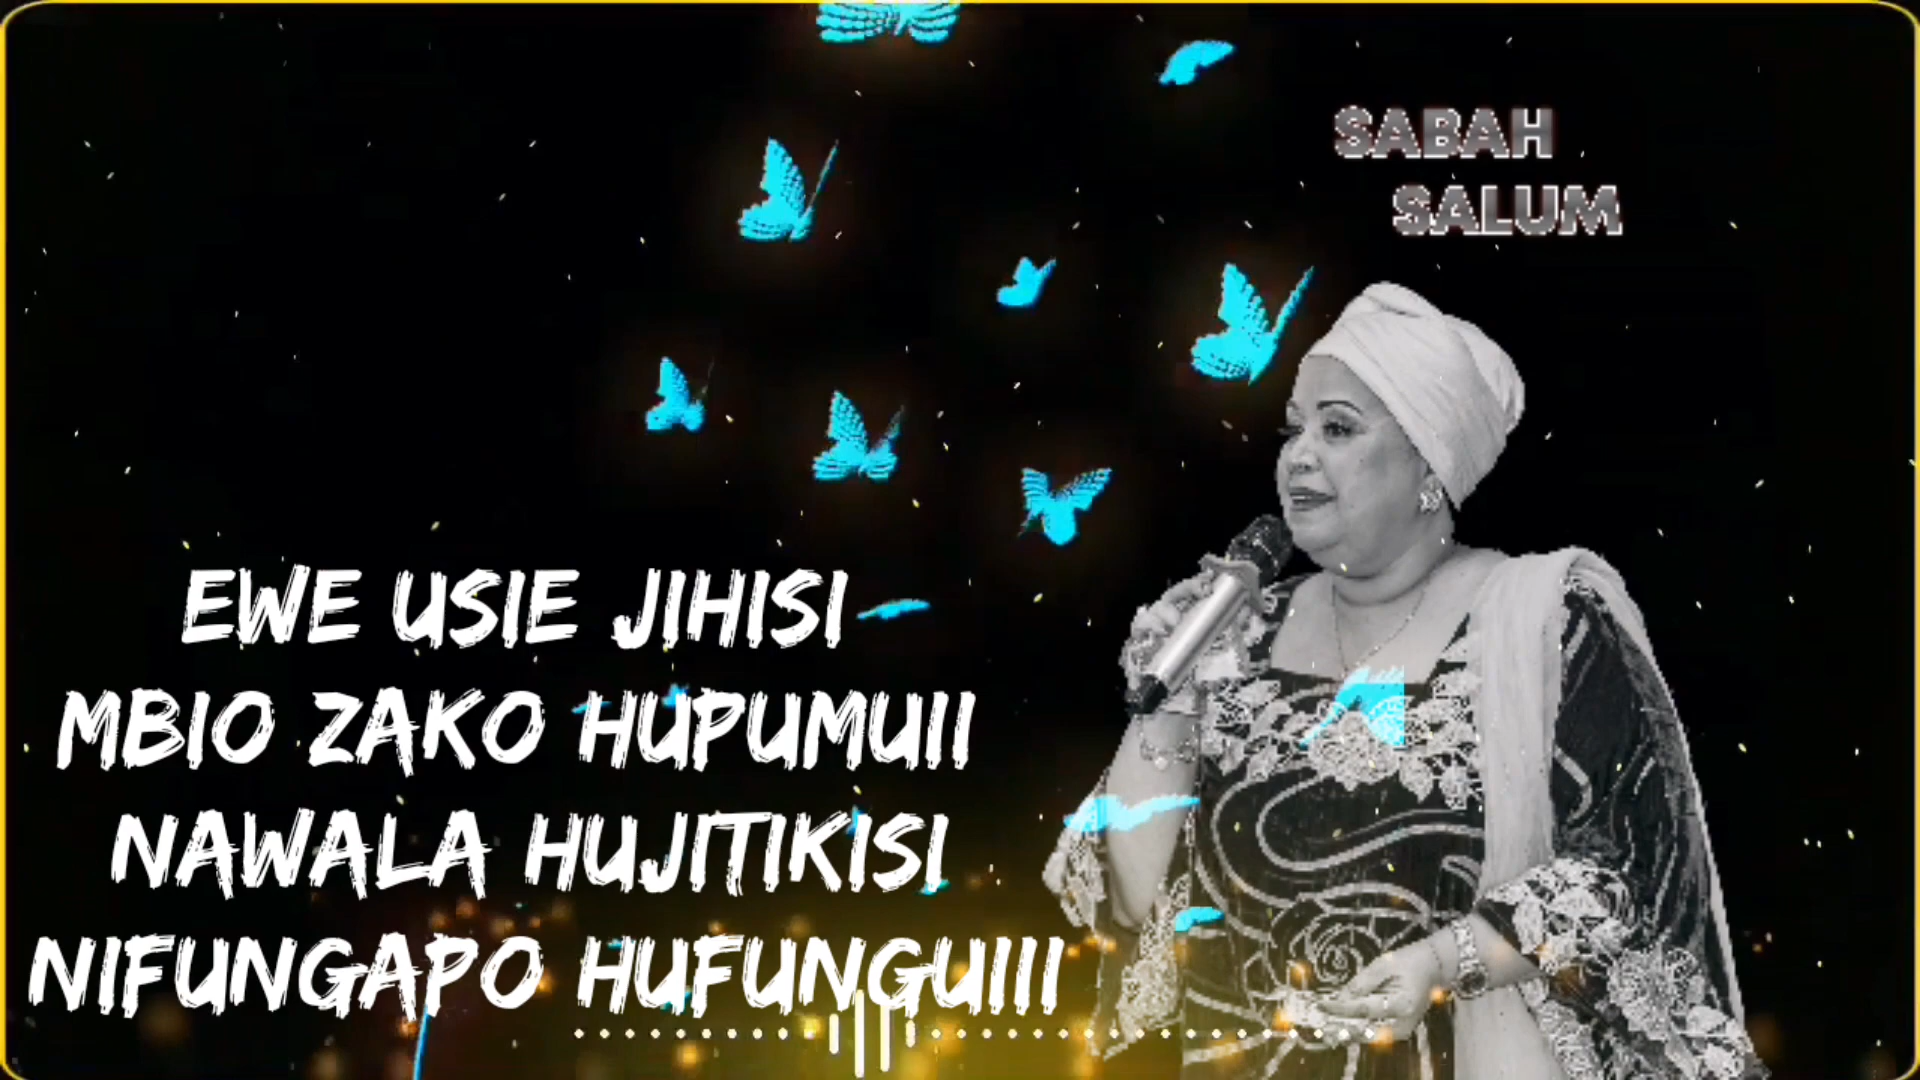 SABAH
SALUM
EWE USIE JIHISI
MBIO ZAKO HUPUMUII
NAWALA HUJITIKISI
NIFUNGAPO HUFUNGUIII